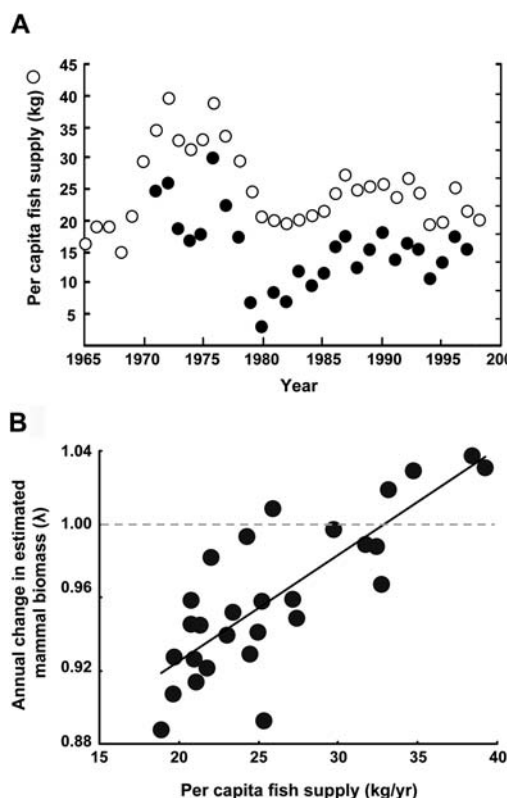 A
Per capita fish supply (kg)
45
40
35
30
25
20
15
10
5
1965 1970 1975 1980 1985 1990 1995 200
Year
B
Annual change in estimated
mammal biomass (λ)
1.04
1.00
0.96
0.92
0.88
15 20 25 30 35 40
Per capita fish supply (kg/yr)